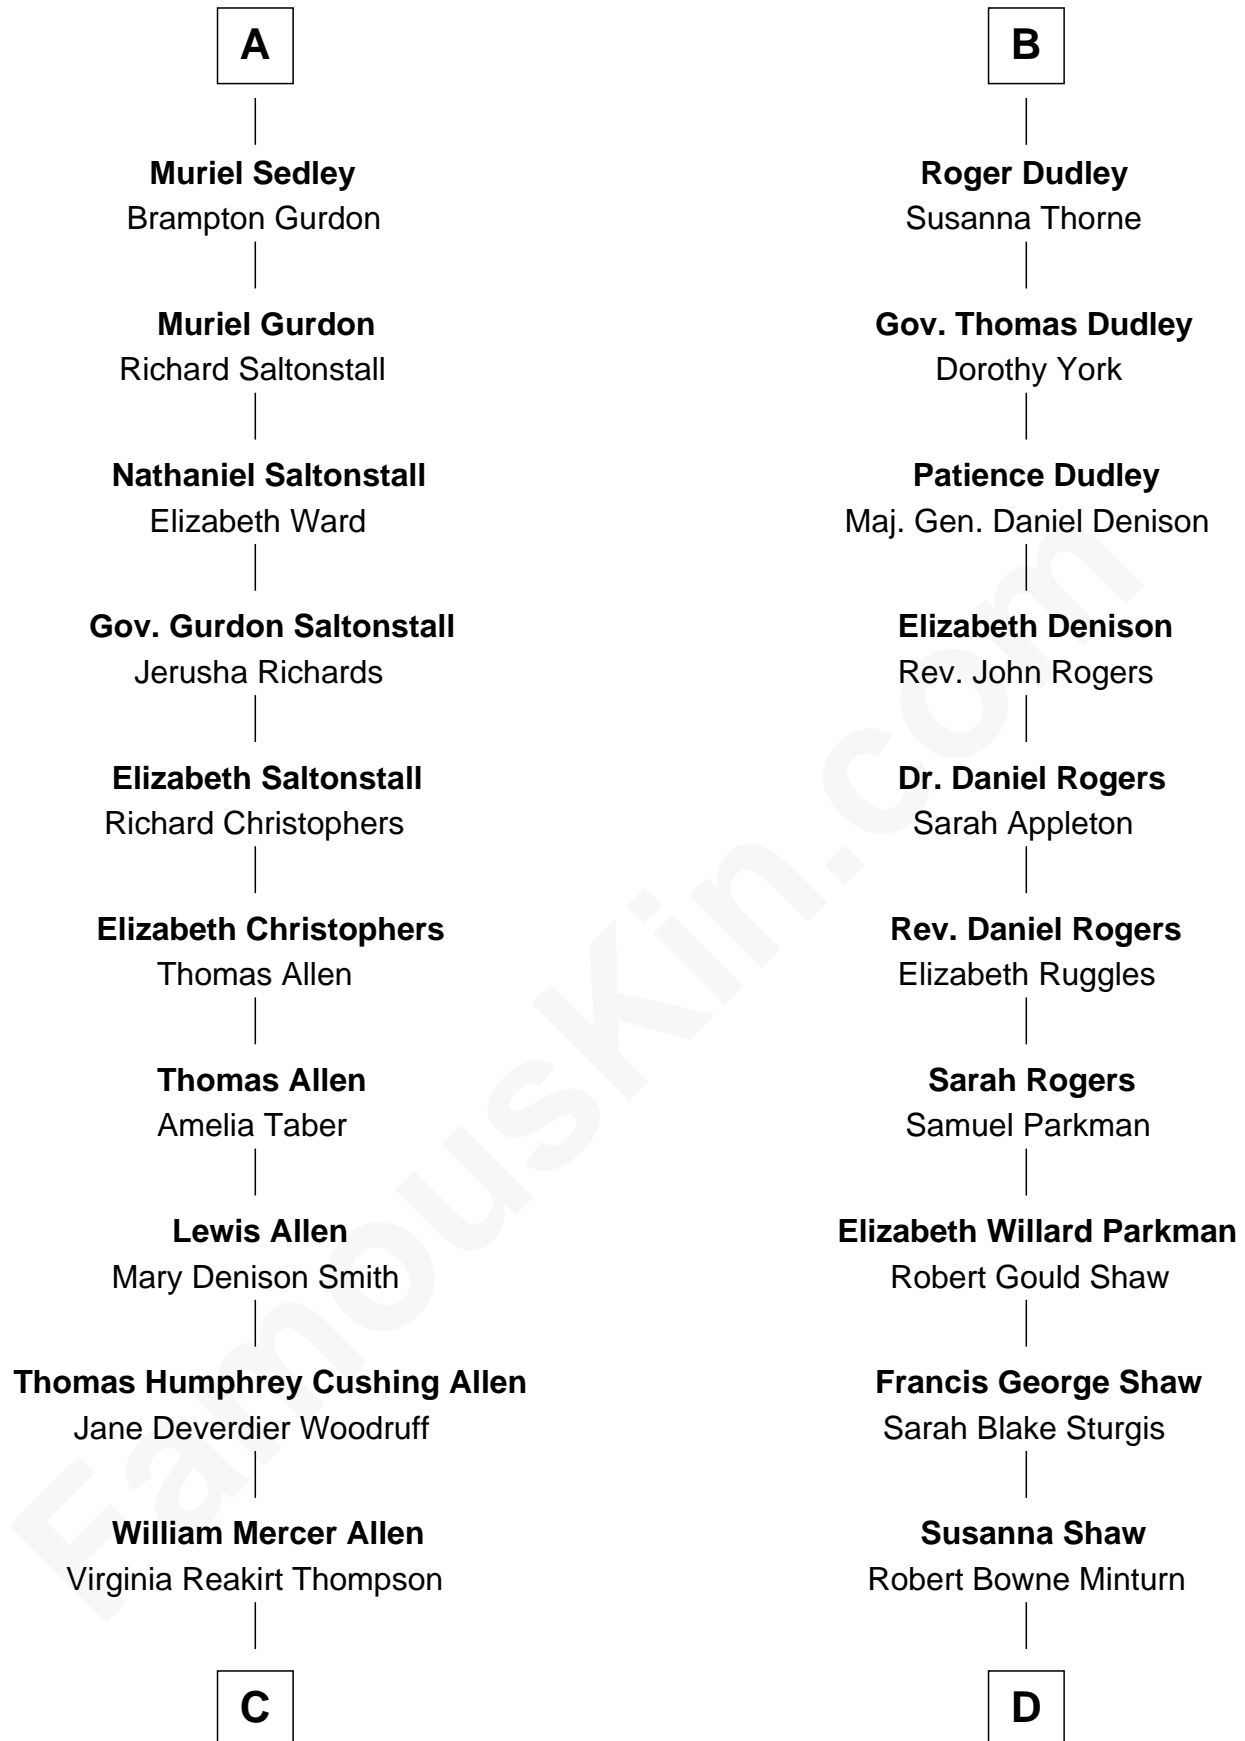 A
Muriel Sedley
Brampton Gurdon
Muriel Gurdon
Richard Saltonstall
Nathaniel Saltonstall
Elizabeth Ward
Gov. Gurdon Saltonstall
Jerusha Richards
Elizabeth Saltonstall
Richard Christophers
Elizabeth Christophers
Thomas Allen
Thomas Allen
Amelia Taber
Lewis Allen
Mary Denison Smith
Thomas Humphrey Cushing Allen
Jane Deverdier Woodruff
William Mercer Allen
Virginia Reakirt Thompson
C
B
Roger Dudley
Susanna Thorne
Gov. Thomas Dudley
Dorothy York
Patience Dudley
Maj. Gen. Daniel Denison
Elizabeth Denison
Rev. John Rogers
Dr. Daniel Rogers
Sarah Appleton
Rev. Daniel Rogers
Elizabeth Ruggles
Sarah Rogers
Samuel Parkman
Elizabeth Willard Parkman
Robert Gould Shaw
Francis George Shaw
Sarah Blake Sturgis
Susanna Shaw
Robert Bowne Minturn
D
FamousKin.com